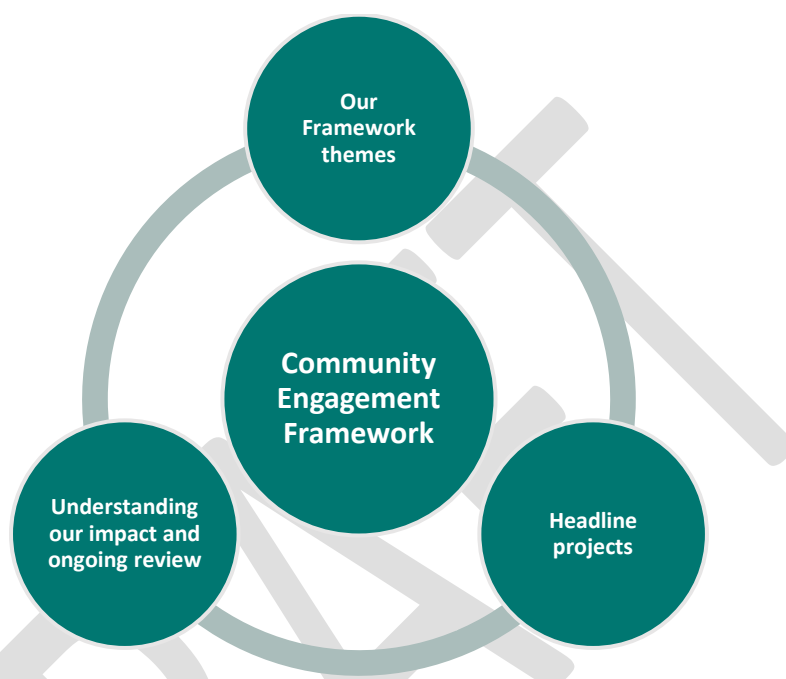 Our
Framework
themes
Community
Engagement
Framework
Understanding
our impact and
ongoing review
Headline
projects